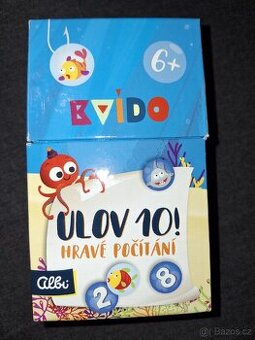 6+
KVÍDO
ULOV 10!
HRAVÉ POČÍTÁNÍ
Albi
2
8
Bazos.cz